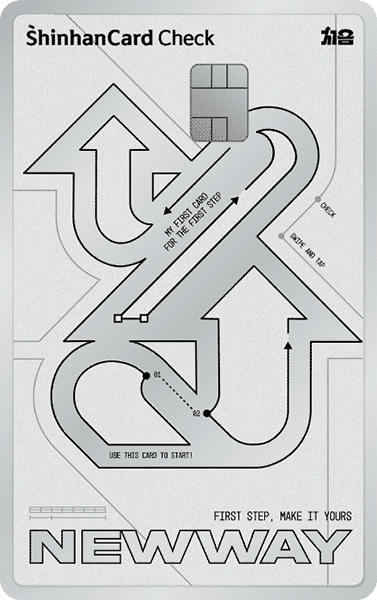 ShinhanCard Check
처음
MY FIRST CARD
FOR THE FIRST STEP
CHECK
SWIPE AND TAP
01
02
USE THIS CARD TO START!
FIRST STEP, MAKE IT YOURS
NEWWAY